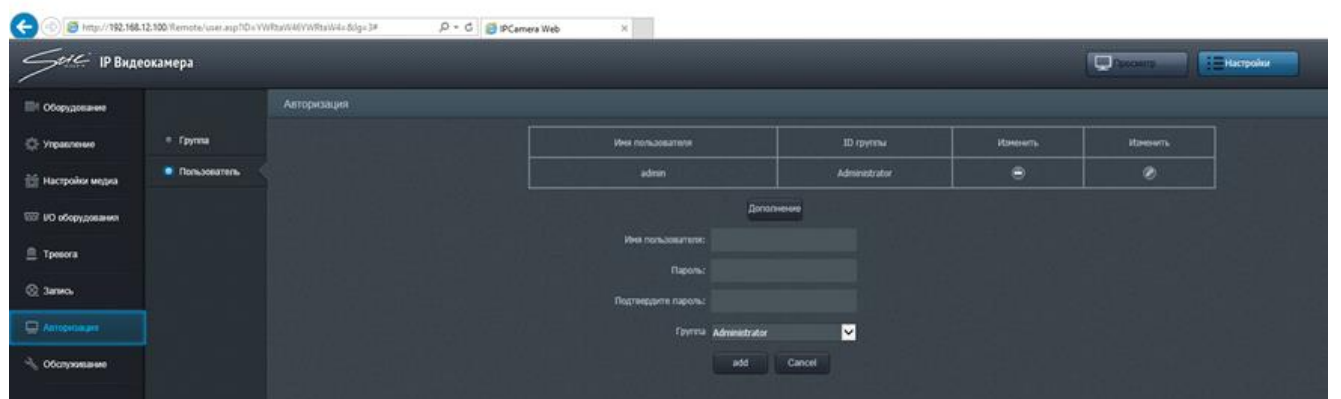 http://192.168.12.100/Remote/user.asp?ID=VWRtaW46YWRtaW4=&lg=3# IPCamera Web
IP Видеокамера Просмотр Настройки
Оборудование
Управление
Настройки медиа
I/O оборудования
Тревога
Запись
Авторизация
Обслуживание
Группа
Пользователь
Авторизация
Имя пользователя ID группы Изменить Изменить
admin Administrator
Дополнение
Имя пользователя:
Пароль:
Подтвердите пароль:
Группа Administrator
add Cancel